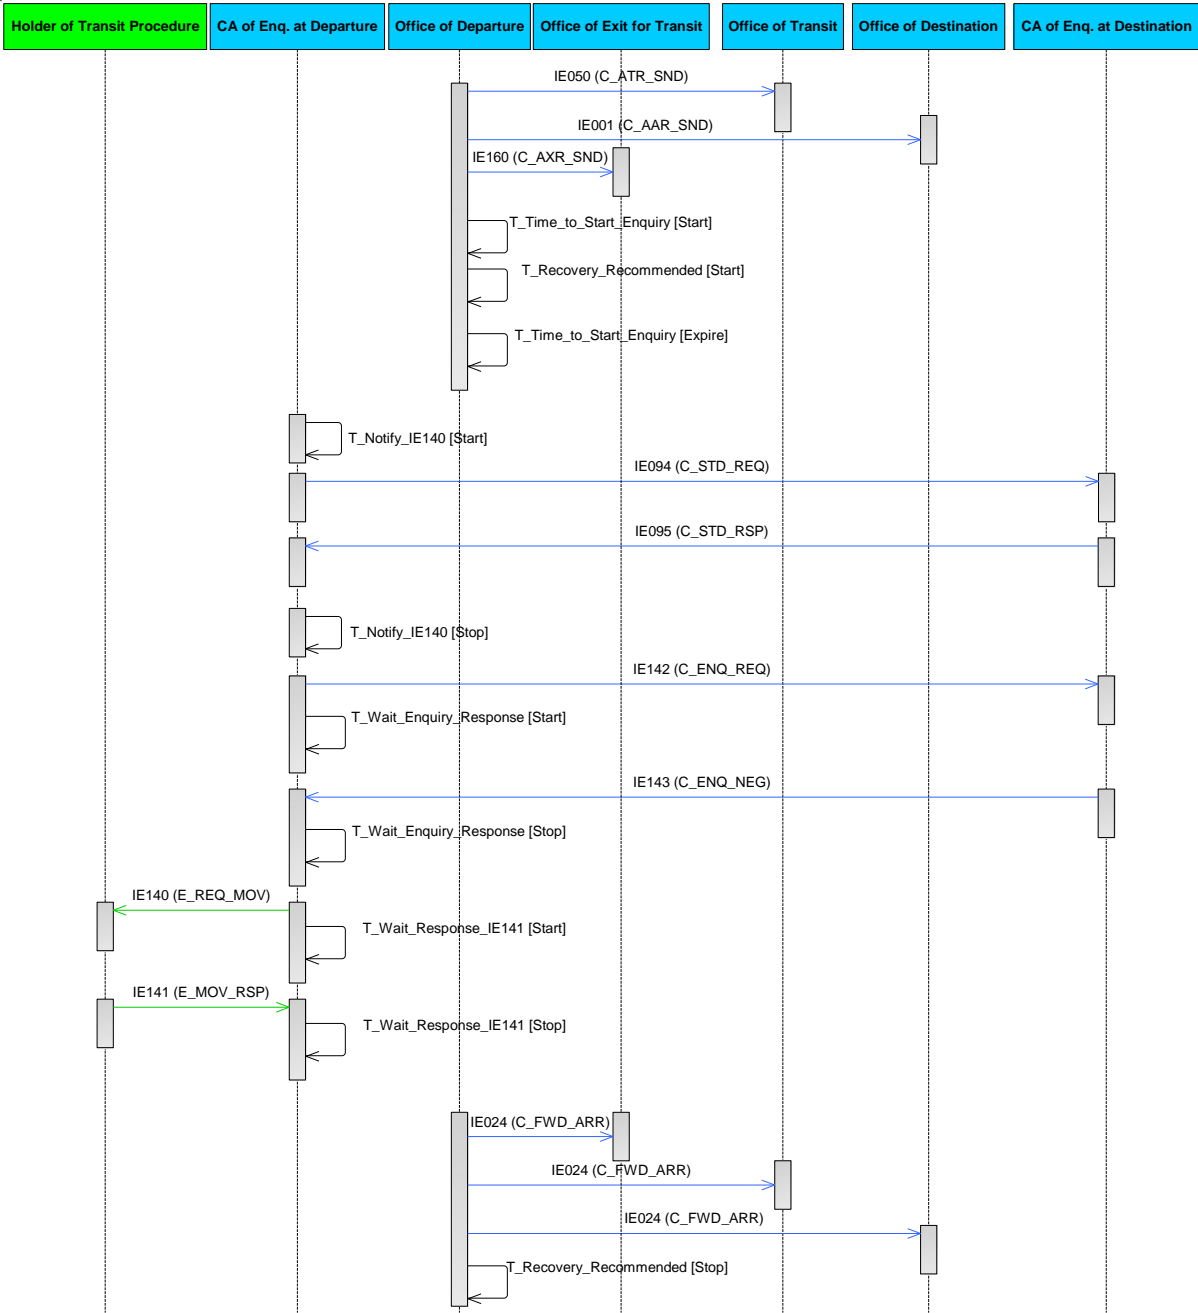 Holder of Transit Procedure
CA of Enq. at Departure
Office of Departure
Office of Exit for Transit
Office of Transit
Office of Destination
CA of Enq. at Destination
IE050 (C_ATR_SND)
IE001 (C_AAR_SND)
IE160 (C_AXR_SND)
T_Time_to_Start_Enquiry [Start]
T_Recovery_Recommended [Start]
T_Time_to_Start_Enquiry [Expire]
T_Notify_IE140 [Start]
IE094 (C_STD_REQ)
IE095 (C_STD_RSP)
T_Notify_IE140 [Stop]
IE142 (C_ENQ_REQ)
T_Wait_Enquiry_Response [Start]
IE143 (C_ENQ_NEG)
T_Wait_Enquiry_Response [Stop]
IE140 (E_REQ_MOV)
T_Wait_Response_IE141 [Start]
IE141 (E_MOV_RSP)
T_Wait_Response_IE141 [Stop]
IE024 (C_FWD_ARR)
IE024 (C_FWD_ARR)
IE024 (C_FWD_ARR)
T_Recovery_Recommended [Stop]